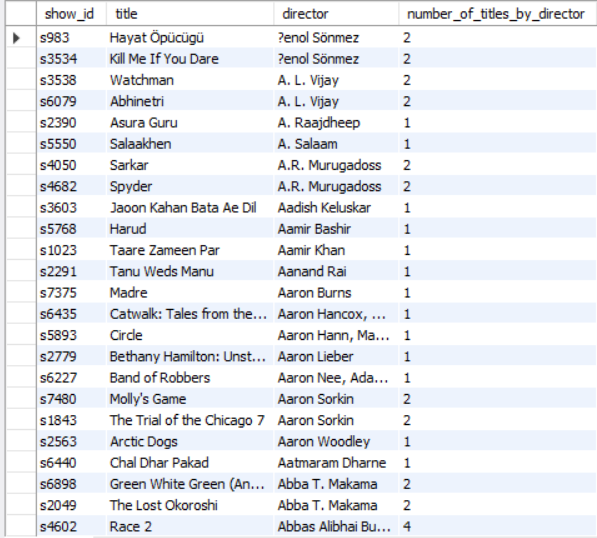 show_id title director number_of_titles_by_director
s983 Hayat Öpücügü ?enol Sönmez 2
s3534 Kill Me If You Dare ?enol Sönmez 2
s3538 Watchman A. L. Vijay 2
s6079 Abhinetri A. L. Vijay 2
s2390 Asura Guru A. Raajdheep 1
s5550 Salaakhen A. Salaam 1
s4050 Sarkar A.R. Murugadoss 2
s4682 Spyder A.R. Murugadoss 2
s3603 Jaoon Kahan Bata Ae Dil Aadish Keluskar 1
s5768 Harud Aamir Bashir 1
s1023 Taare Zameen Par Aamir Khan 1
s2291 Tanu Weds Manu Aanand Rai 1
s7375 Madre Aaron Burns 1
s6435 Catwalk: Tales from the... Aaron Hancox, ... 1
s5893 Circle Aaron Hann, Ma... 1
s2779 Bethany Hamilton: Unst... Aaron Lieber 1
s6227 Band of Robbers Aaron Nee, Ada... 1
s7480 Molly's Game Aaron Sorkin 2
s1843 The Trial of the Chicago 7 Aaron Sorkin 2
s2563 Arctic Dogs Aaron Woodley 1
s6440 Chal Dhar Pakad Aatmaram Dharne 1
s6898 Green White Green (An... Abba T. Makama 2
s2049 The Lost Okoroshi Abba T. Makama 2
s4602 Race 2 Abbas Alibhai Bu... 4